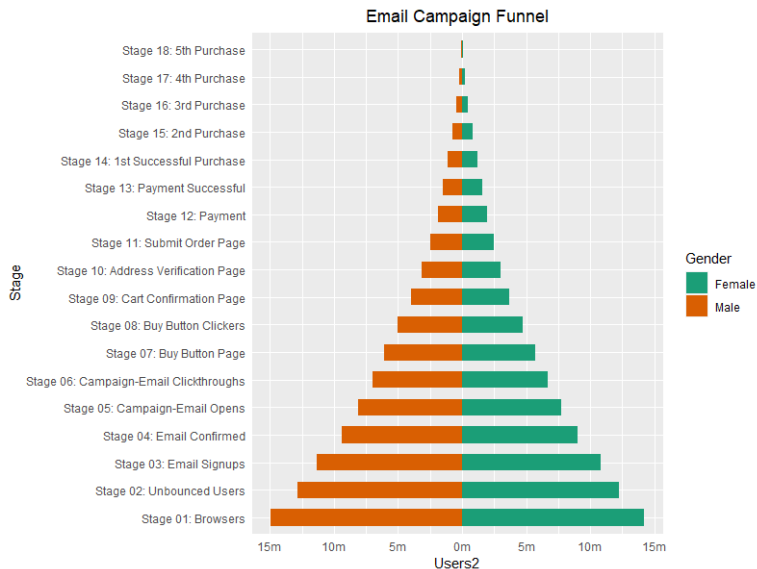 Email Campaign Funnel
Stage 18: 5th Purchase
Stage 17: 4th Purchase
Stage 16: 3rd Purchase
Stage 15: 2nd Purchase
Stage 14: 1st Successful Purchase
Stage 13: Payment Successful
Stage 12: Payment
Stage 11: Submit Order Page
Stage 10: Address Verification Page
Stage 09: Cart Confirmation Page
Stage 08: Buy Button Clickers
Stage 07: Buy Button Page
Stage 06: Campaign-Email Clickthroughs
Stage 05: Campaign-Email Opens
Stage 04: Email Confirmed
Stage 03: Email Signups
Stage 02: Unbounced Users
Stage 01: Browsers
Stage
15m 10m 5m 0m 5m 10m 15m
Users2
Gender
Female
Male